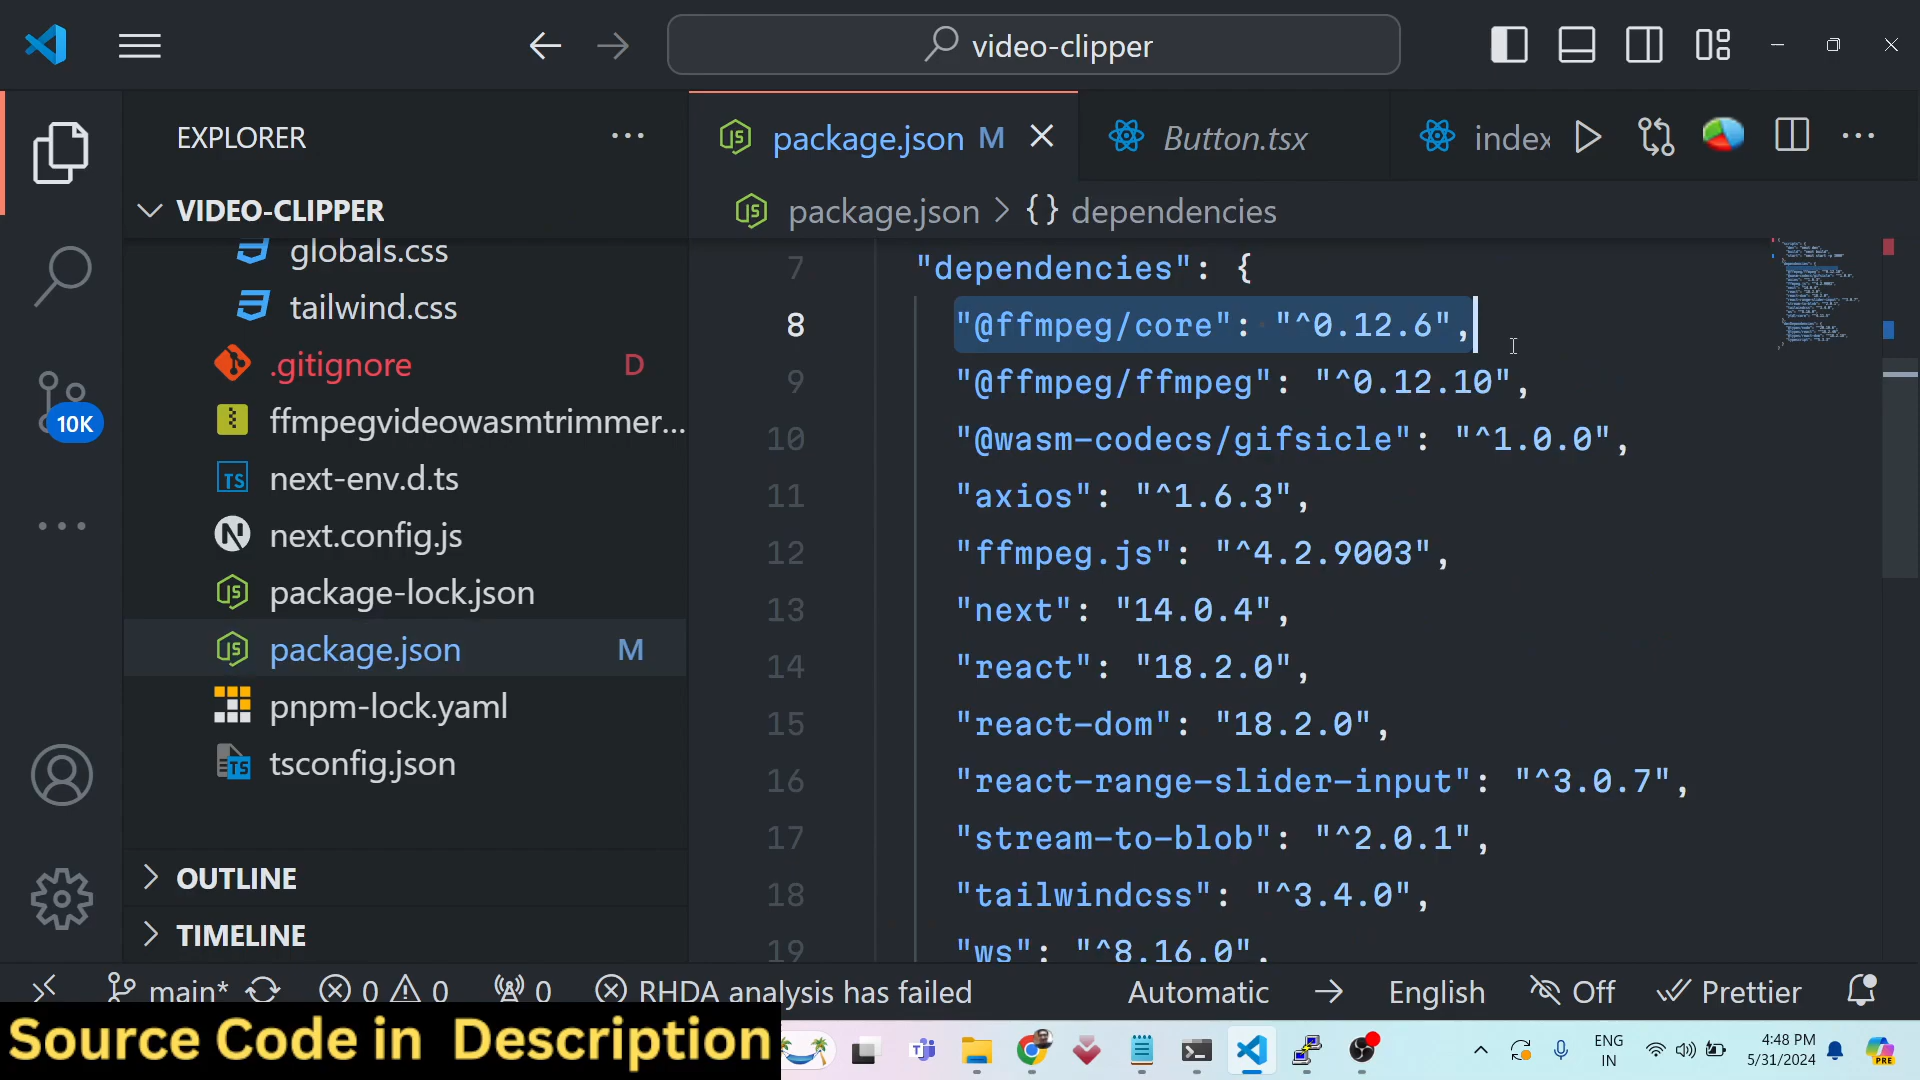 video-clipper
EXPLORER
package.json M
Button.tsx
index
VIDEO-CLIPPER
package.json > {} dependencies
globals.css
tailwind.css
.gitignore D
ffmpegvideowasmtrimmer...
next-env.d.ts
next.config.js
package-lock.json
package.json M
pnpm-lock.yaml
tsconfig.json
OUTLINE
TIMELINE
10K
7 "dependencies": {
8 "@ffmpeg/core": "^0.12.6",
9 "@ffmpeg/ffmpeg": "^0.12.10",
10 "@wasm-codecs/gifsicle": "^1.0.0",
11 "axios": "^1.6.3",
12 "ffmpeg.js": "^4.2.9003",
13 "next": "14.0.4",
14 "react": "18.2.0",
15 "react-dom": "18.2.0",
16 "react-range-slider-input": "^3.0.7",
17 "stream-to-blob": "^2.0.1",
18 "tailwindcss": "^3.4.0",
19 "ws": "^8.16.0",
main* 0 0 0 RHDA analysis has failed Automatic English Off Prettier
Source Code in Description
ENG
IN
4:48 PM
5/31/2024